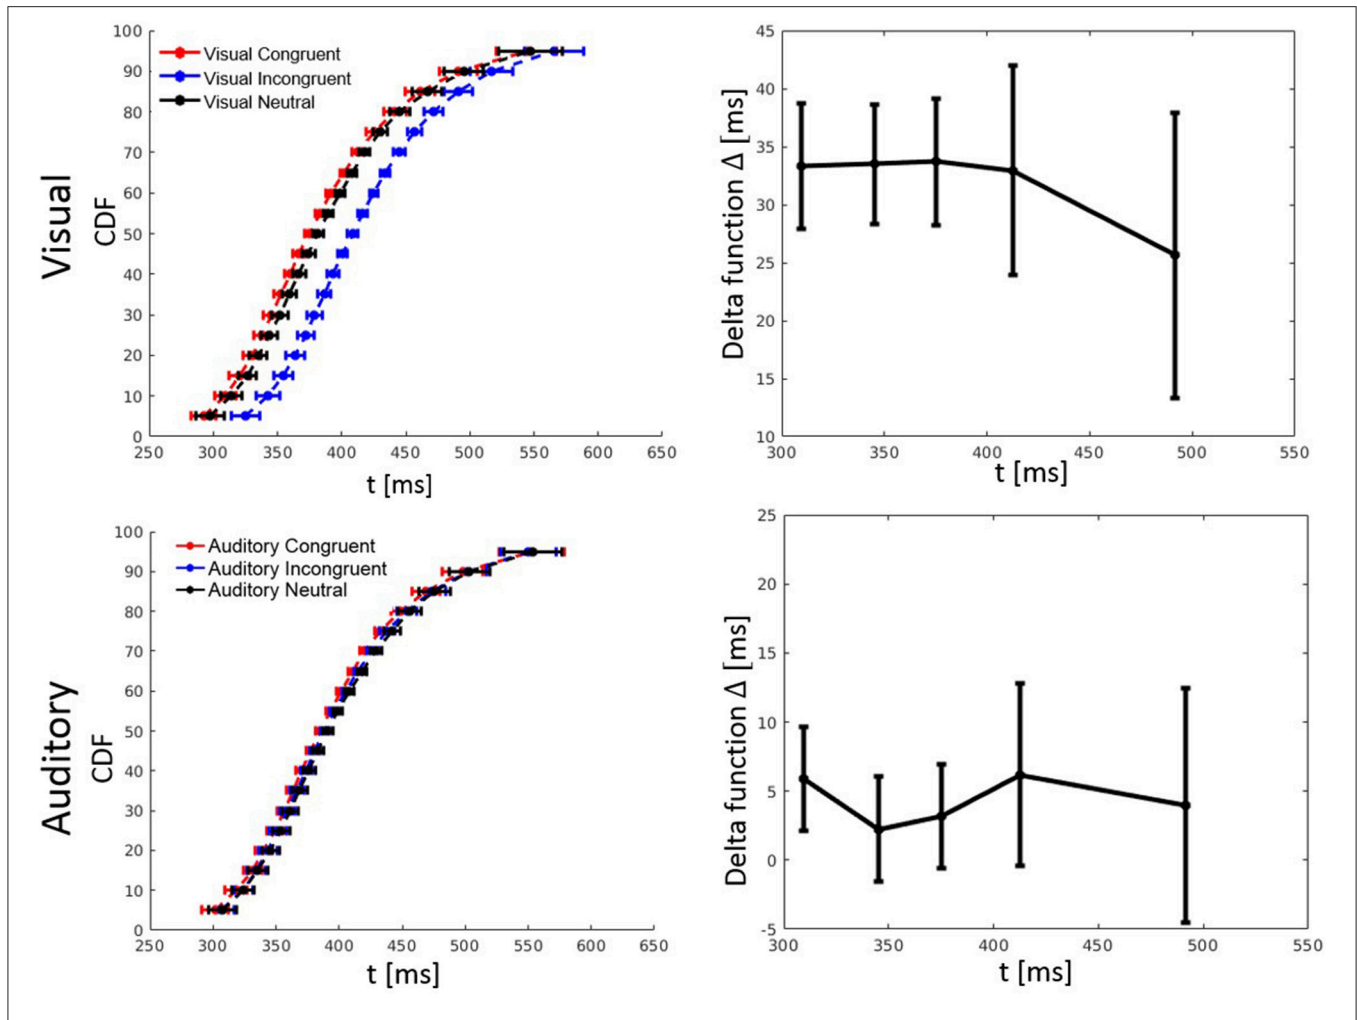 Visual
CDF
100
90
80
70
60
50
40
30
20
10
0
Visual Congruent
Visual Incongruent
Visual Neutral
250 300 350 400 450 500 550 600 650
t [ms]
Delta function Δ [ms]
45
40
35
30
25
20
15
10
300 350 400 450 500 550
t [ms]
Auditory
CDF
100
90
80
70
60
50
40
30
20
10
0
Auditory Congruent
Auditory Incongruent
Auditory Neutral
250 300 350 400 450 500 550 600 650
t [ms]
Delta function Δ [ms]
25
20
15
10
5
0
-5
300 350 400 450 500 550
t [ms]